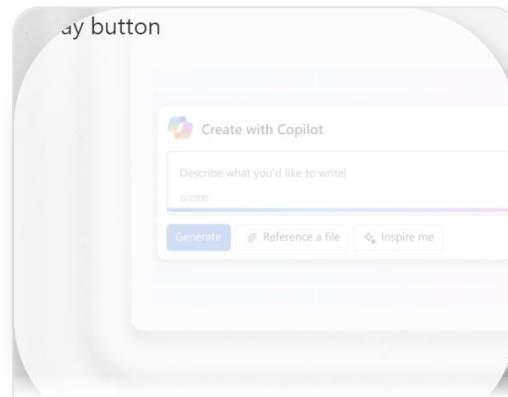 ay button
Create with Copilot
Describe what you'd like to write
0/2000
Generate Reference a file Inspire me